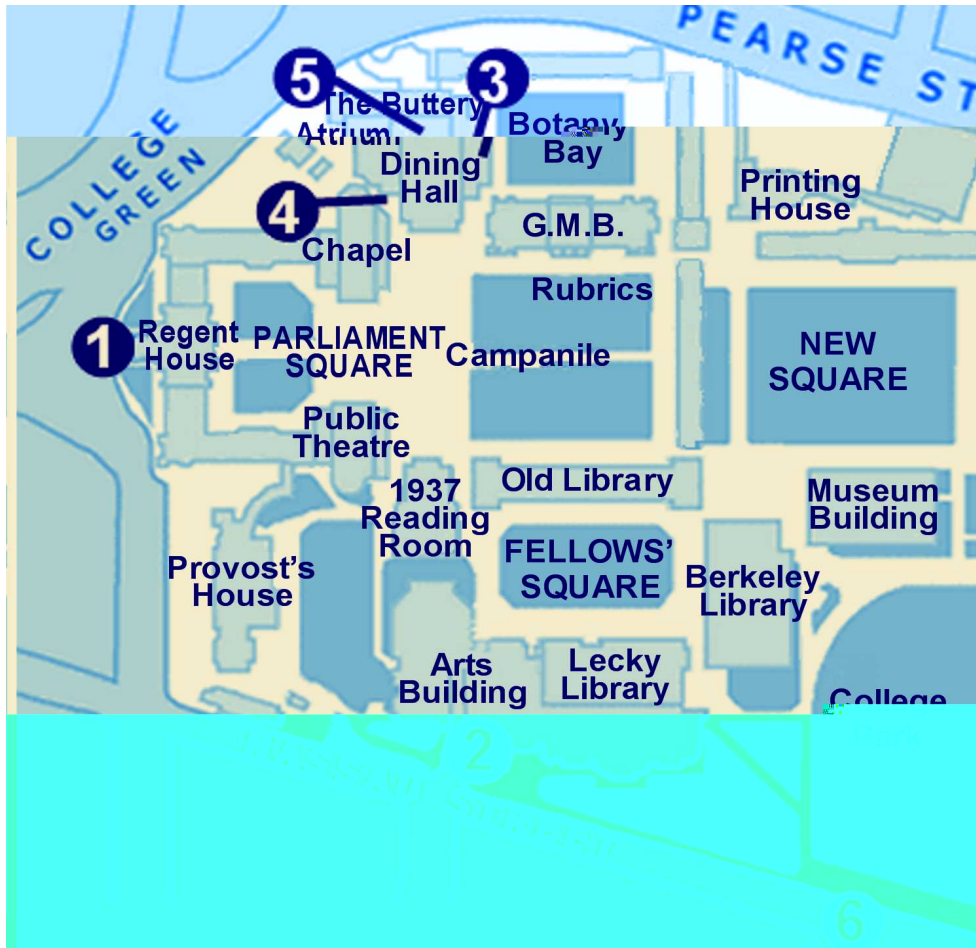 PEARSE ST
5
3
The Buttery
Atrium
Botany
Bay
COLLEGE
GREEN
Dining
Hall
Printing
House
4
G.M.B.
Chapel
Rubrics
1
Regent
House
PARLIAMENT
SQUARE
Campanile
NEW
SQUARE
Public
Theatre
1937
Reading
Room
Old Library
Museum
Building
FELLOWS’
SQUARE
Provost’s
House
Berkeley
Library
Arts
Building
Lecky
Library
College
2
NASSAU STREET
6